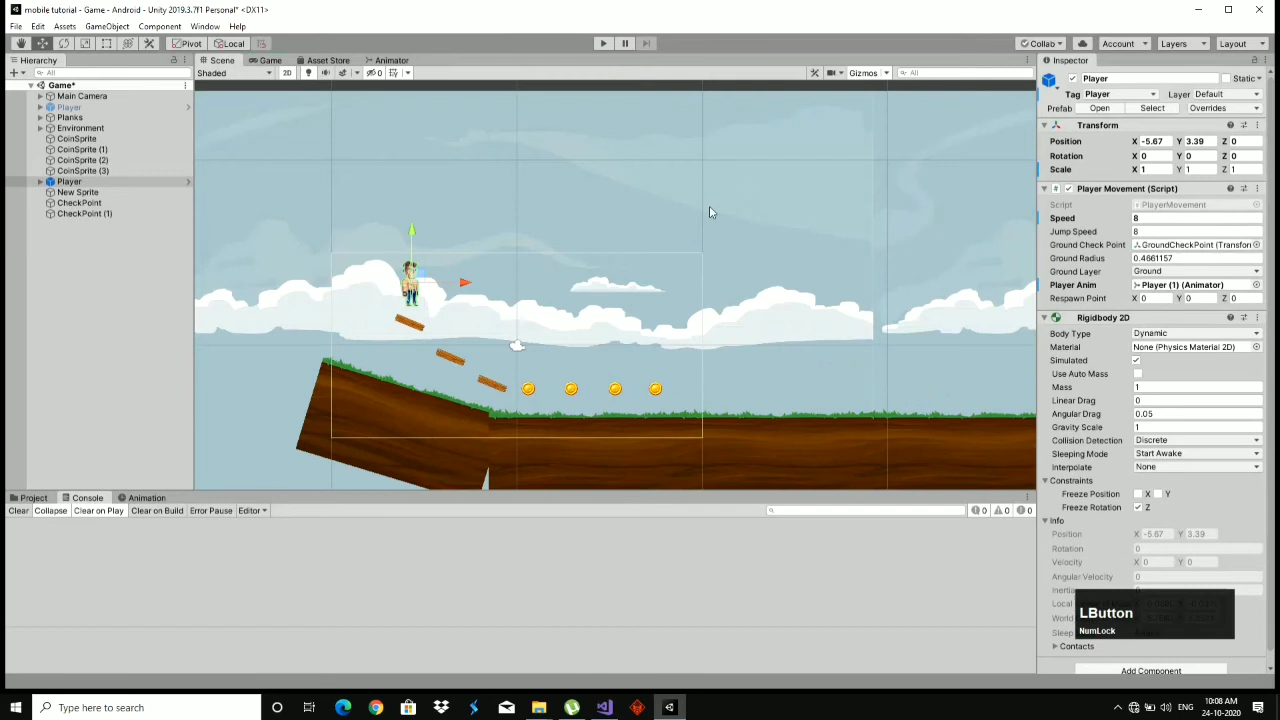 mobile tutorial - Game - Android - Unity 2019.3.7f1 Personal* <DX11>
File Edit Assets GameObject Component Window Help
Pivot Local Collab Account Layers Layout
Hierarchy Scene Game Asset Store Animator Inspector
All Shaded 2D 0 Gizmos All
Player Static
Game*
Main Camera
Player
Planks
Environment
CoinSprite
CoinSprite (1)
CoinSprite (2)
CoinSprite (3)
Player
New Sprite
CheckPoint
CheckPoint (1)
Tag Player Layer Default
Prefab Open Select Overrides
Transform
Position X -5.67 Y 3.39 Z 0
Rotation X 0 Y 0 Z 0
Scale X 1 Y 1 Z 1
Player Movement (Script)
Script PlayerMovement
Speed 8
Jump Speed 8
Ground Check Point GroundCheckPoint (Transfor
Ground Radius 0.4661157
Ground Layer Ground
Player Anim Player (1) (Animator)
Respawn Point X 0 Y 0 Z 0
Rigidbody 2D
Body Type Dynamic
Material None (Physics Material 2D)
Simulated
Use Auto Mass
Mass 1
Linear Drag 0
Angular Drag 0.05
Gravity Scale 1
Collision Detection Discrete
Sleeping Mode Start Awake
Interpolate None
Constraints
Freeze Position X Y
Freeze Rotation Z
Info
Position X -5.67 Y 3.39
Rotation 0
Velocity X 0 Y 0
Angular Velocity 0
Inertia
Local
World
Sleep
Contacts
Add Component
LButton
NumLock
Project Console Animation
Clear Collapse Clear on Play Clear on Build Error Pause Editor 0 0 0
Type here to search
ENG
10:08 AM
24-10-2020